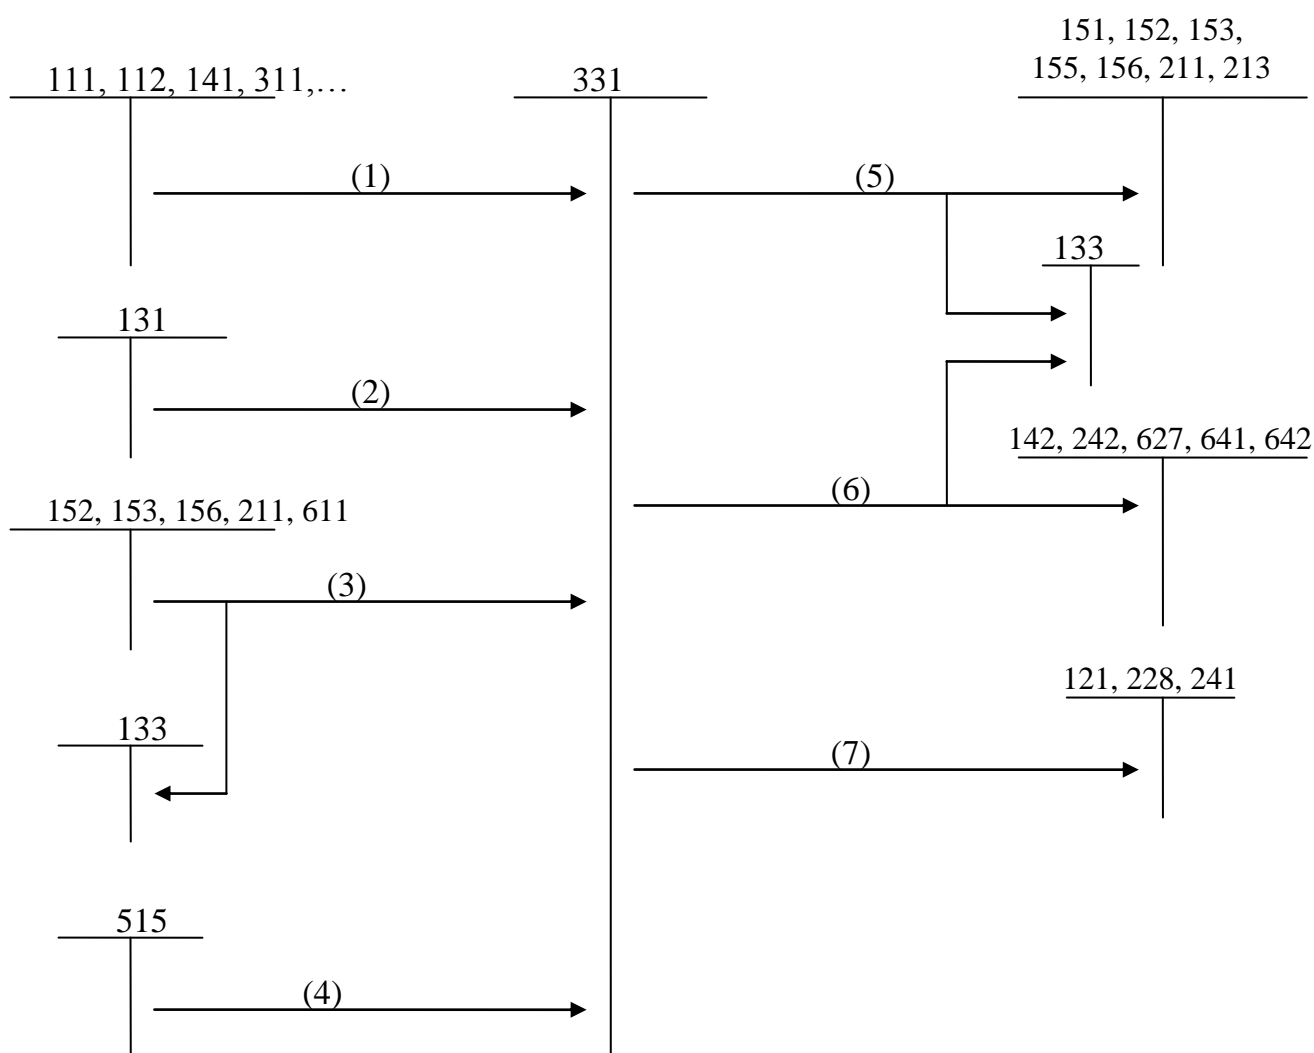 151, 152, 153,
155, 156, 211, 213
111, 112, 141, 311,…
331
(1)
(5)
133
131
(2)
142, 242, 627, 641, 642
(6)
152, 153, 156, 211, 611
(3)
121, 228, 241
133
(7)
515
(4)